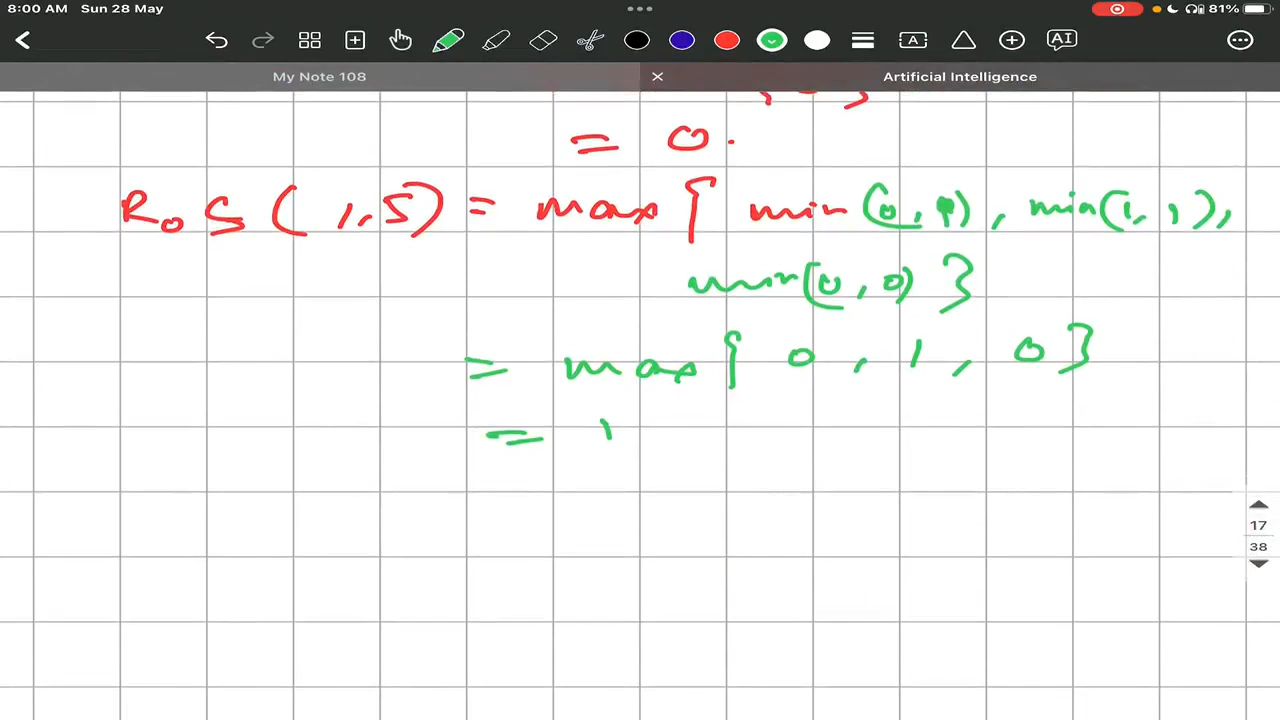 8:00 AM Sun 28 May
81%
AI
My Note 108
Artificial Intelligence
= 0.
R o S ( 1,5) = max { min (0, 1), min(1, 1),
min(0, 0) }
= max { 0, 1, 0}
= 1
17
38